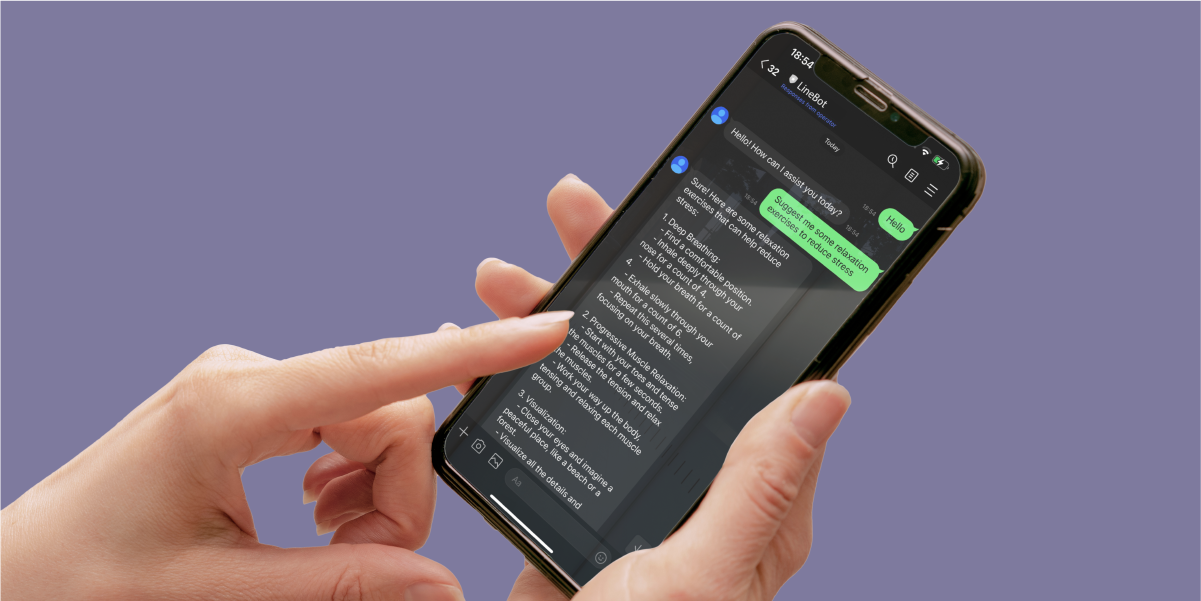 18:54
32
LineBot
Responses from operator
Today
18:54
Hello
Hello! How can I assist you today?
18:54
Suggest me some relaxation
exercises to reduce stress
18:54
Sure! Here are some relaxation
exercises that can help reduce
stress:
1. Deep Breathing:
- Find a comfortable position.
- Inhale deeply through your
nose for a count of 4.
- Hold your breath for a count of
4.
- Exhale slowly through your
mouth for a count of 6.
- Repeat this several times,
focusing on your breath.
2. Progressive Muscle Relaxation:
- Start with your toes and tense
the muscles for a few seconds.
- Release the tension and relax
the muscles.
- Work your way up the body,
tensing and relaxing each muscle
group.
3. Visualization:
- Close your eyes and imagine a
peaceful place, like a beach or a
forest.
- Visualize all the details and
Aa